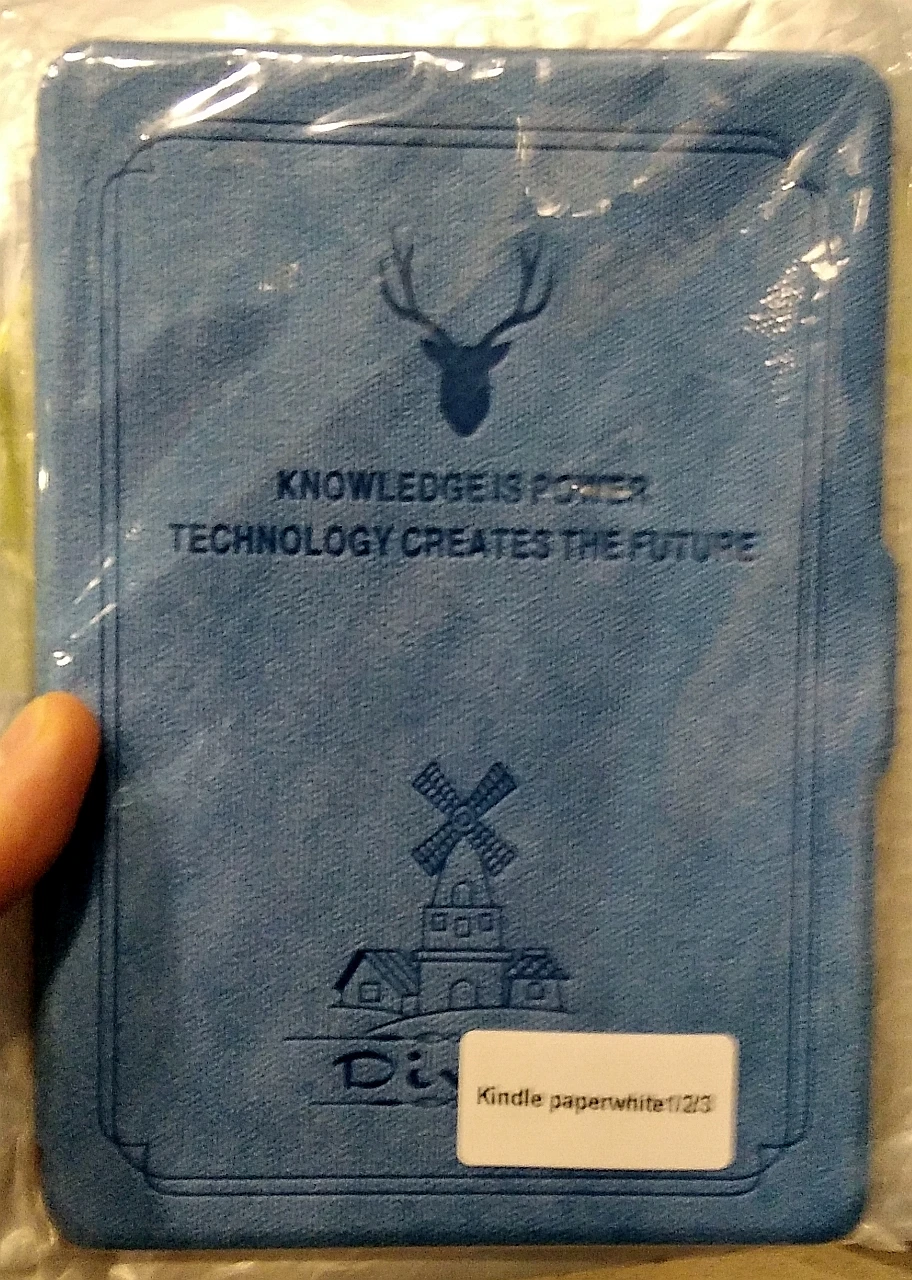 KNOWLEDGE IS POWER
TECHNOLOGY CREATES THE FUTURE
Kindle paperwhite1/2/3